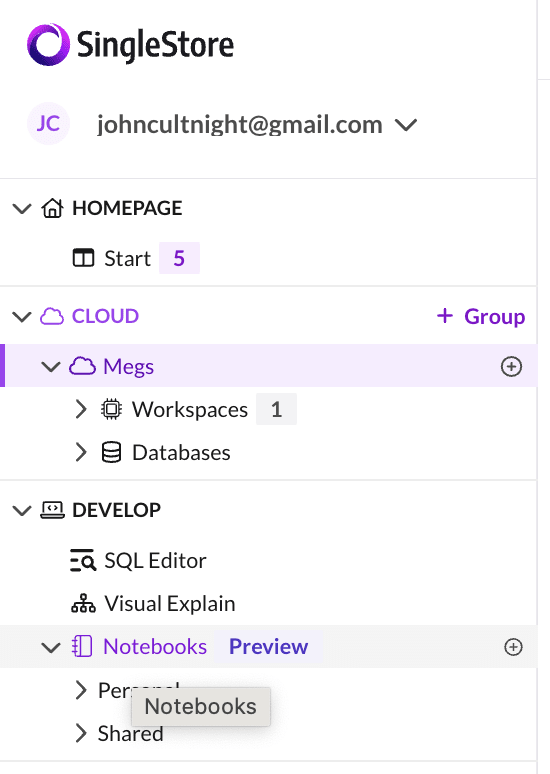 SingleStore
JC johncultnight@gmail.com
HOMEPAGE
Start 5
CLOUD + Group
Megs
Workspaces 1
Databases
DEVELOP
SQL Editor
Visual Explain
Notebooks Preview
Personal
Notebooks
Shared